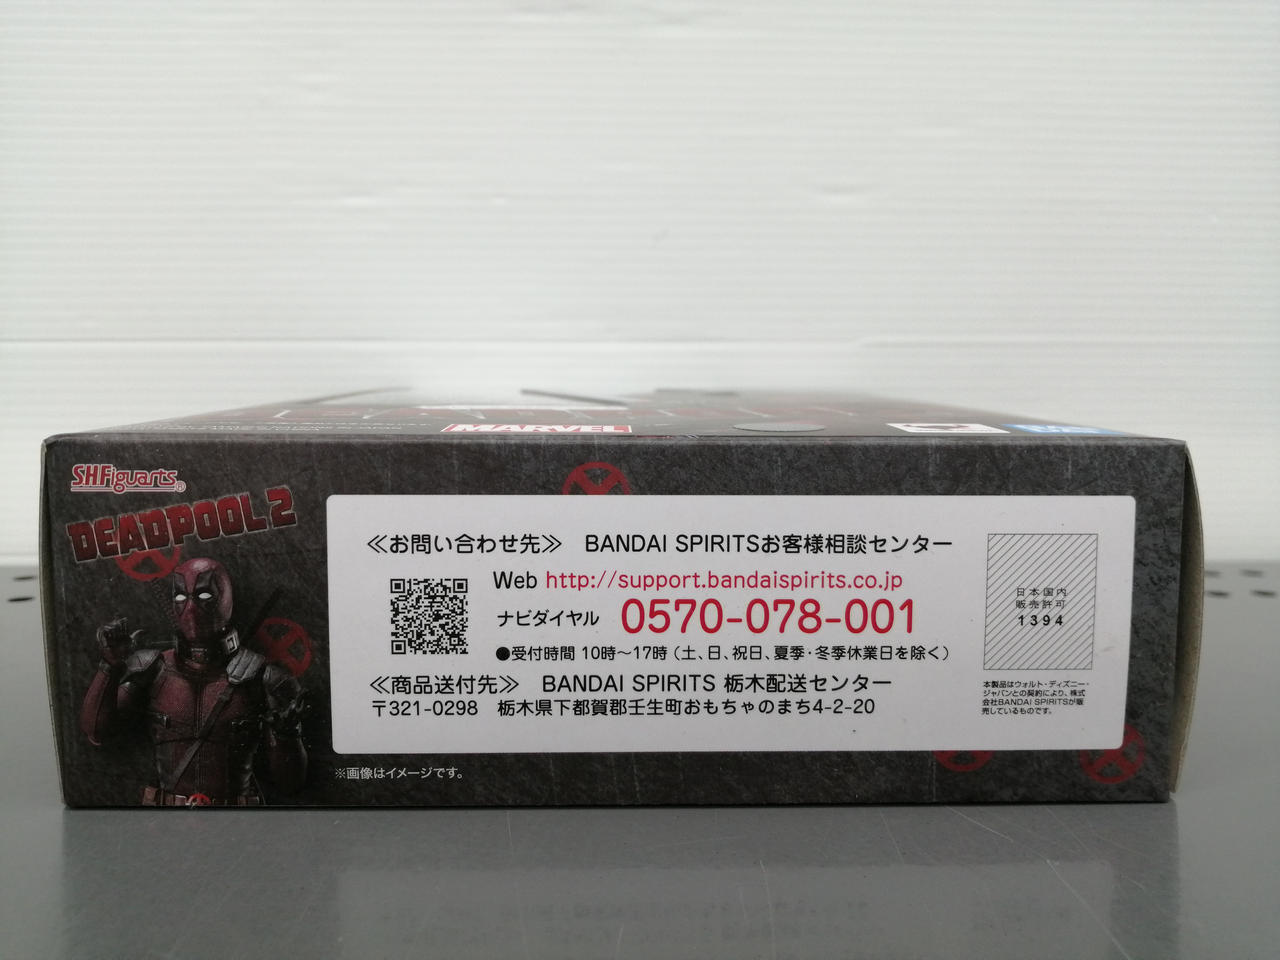 MARVEL
SHFiguarts®
DEADPOOL 2
≪お問い合わせ先≫ BANDAI SPIRITSお客様相談センター
Web http://support.bandaispirits.co.jp
ナビダイヤル 0570-078-001
●受付時間 10時〜17時（土、日、祝日、夏季・冬季休業日を除く）
≪商品送付先≫ BANDAI SPIRITS 栃木配送センター
〒321-0298 栃木県下都賀郡壬生町おもちゃのまち4-2-20
日本国内
販売許可
1394
本製品はウォルト・ディズニー・
ジャパンとの契約により、株式
会社BANDAI SPIRITSが販
売しているものです。
※画像はイメージです。